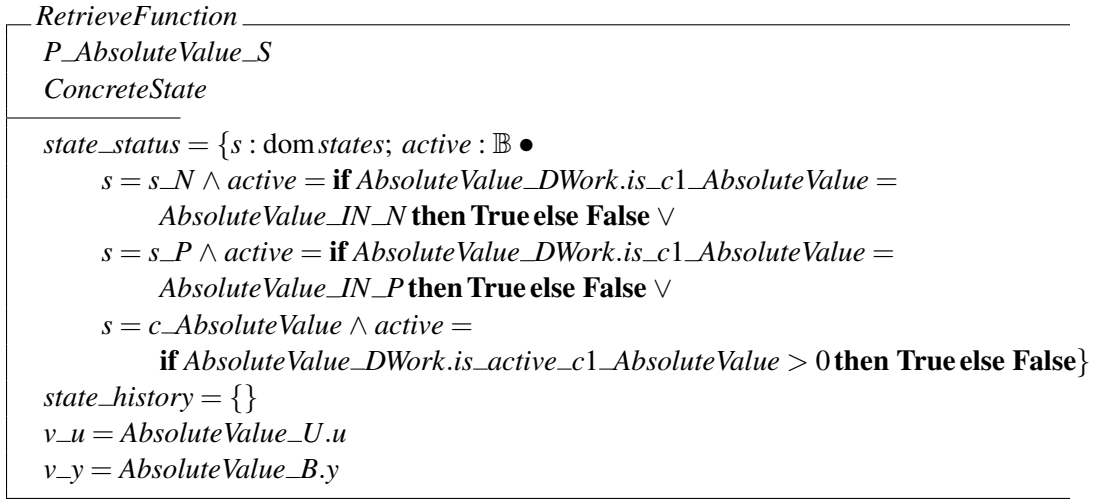 RetrieveFunction
P_AbsoluteValue_S
ConcreteState
state_status = {s : dom states; active : 𝔹 •
s = s_N ∧ active = if AbsoluteValue_DWork.is_c1_AbsoluteValue =
AbsoluteValue_IN_N then True else False ∨
s = s_P ∧ active = if AbsoluteValue_DWork.is_c1_AbsoluteValue =
AbsoluteValue_IN_P then True else False ∨
s = c_AbsoluteValue ∧ active =
if AbsoluteValue_DWork.is_active_c1_AbsoluteValue > 0 then True else False}
state_history = {}
v_u = AbsoluteValue_U.u
v_y = AbsoluteValue_B.y